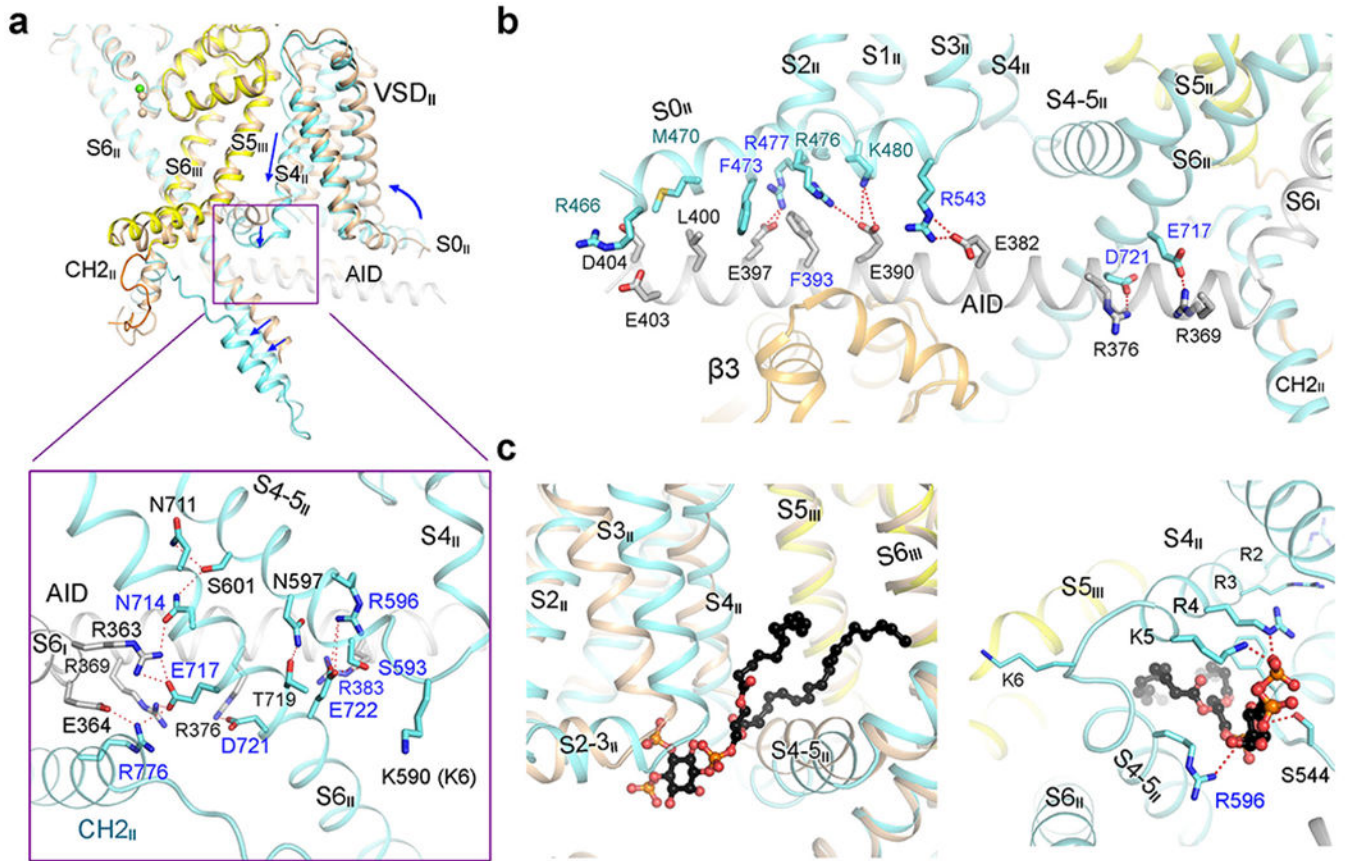 a
VSDII
S6II
S6III
S5III
S4II
S0II
CH2II
AID
N711
S4-5II
S4II
AID
S601
N597
N714
R596
S6I
R363
R369
E717
S593
T719
R383
E364
R376
E722
D721
R776
K590 (K6)
S6II
CH2II
b
S3II
S1II
S2II
S4II
S5II
S0II
S4-5II
M470
R477
R476
K480
F473
S6II
R466
R543
S6I
L400
E717
E382
D721
D404
E397
F393
E390
AID
E403
R376
R369
β3
CH2II
c
S5III
S3II
S6III
S2II
S4II
S2-3II
S4-5II
S4II
R2
S5III
R3
R4
K5
K6
S4-5II
S544
S6II
R596